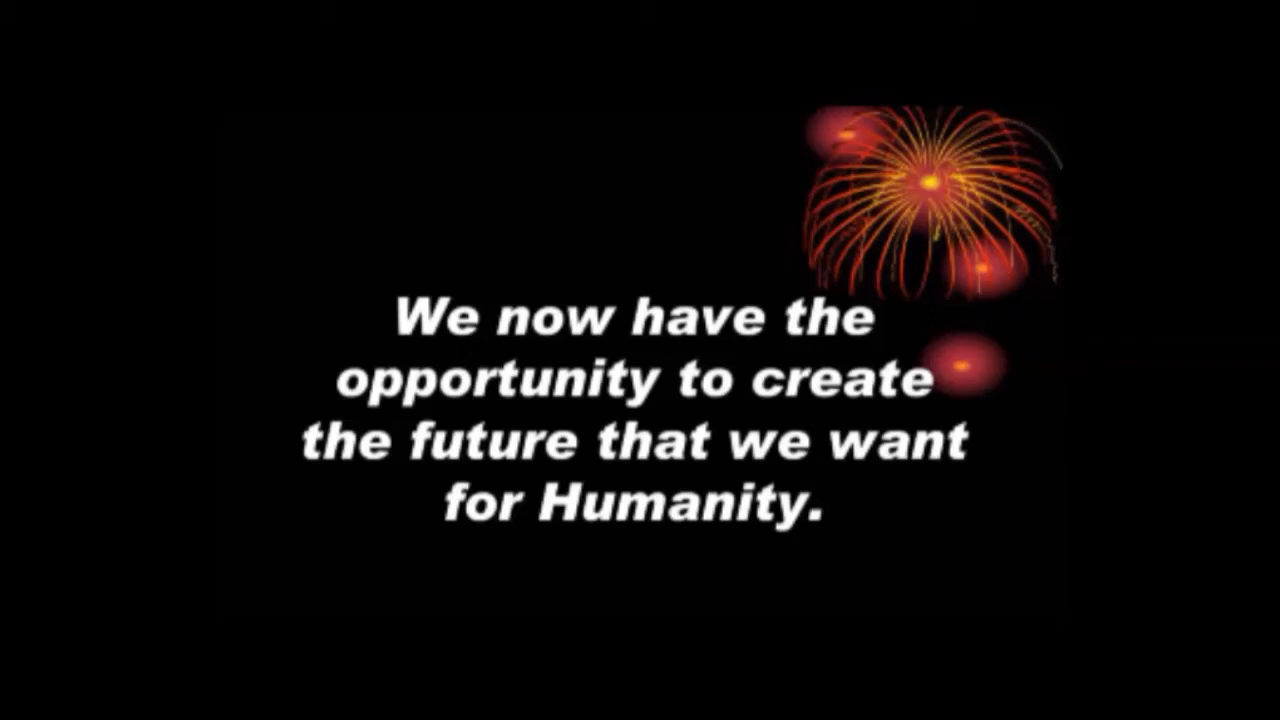 We now have the
opportunity to create
the future that we want
for Humanity.